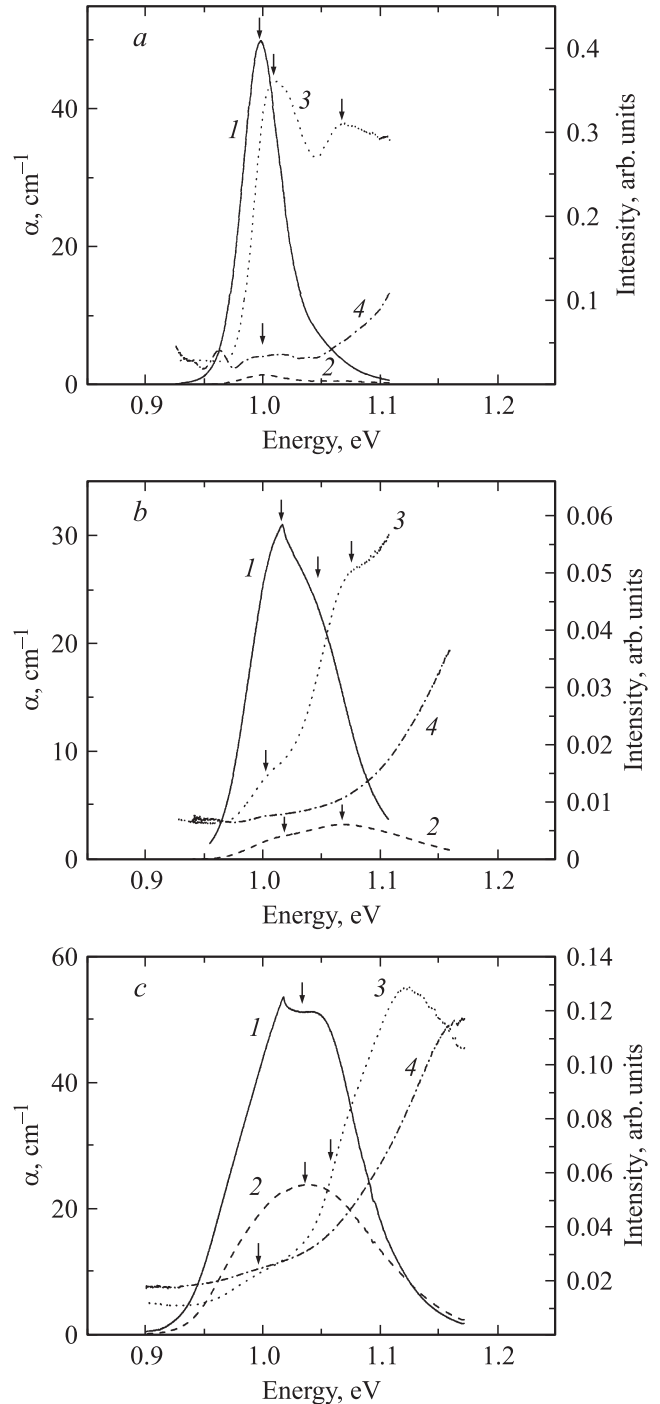 a
1
3
4
2
40
20
0
0.4
0.3
0.2
0.1
α, cm⁻¹
Intensity, arb. units
0.9 1.0 1.1 1.2
Energy, eV
b
1
3
4
2
30
20
10
0
0.06
0.05
0.04
0.03
0.02
0.01
0
α, cm⁻¹
Intensity, arb. units
0.9 1.0 1.1 1.2
Energy, eV
c
1
3
4
2
60
40
20
0
0.14
0.12
0.10
0.08
0.06
0.04
0.02
α, cm⁻¹
Intensity, arb. units
0.9 1.0 1.1 1.2
Energy, eV